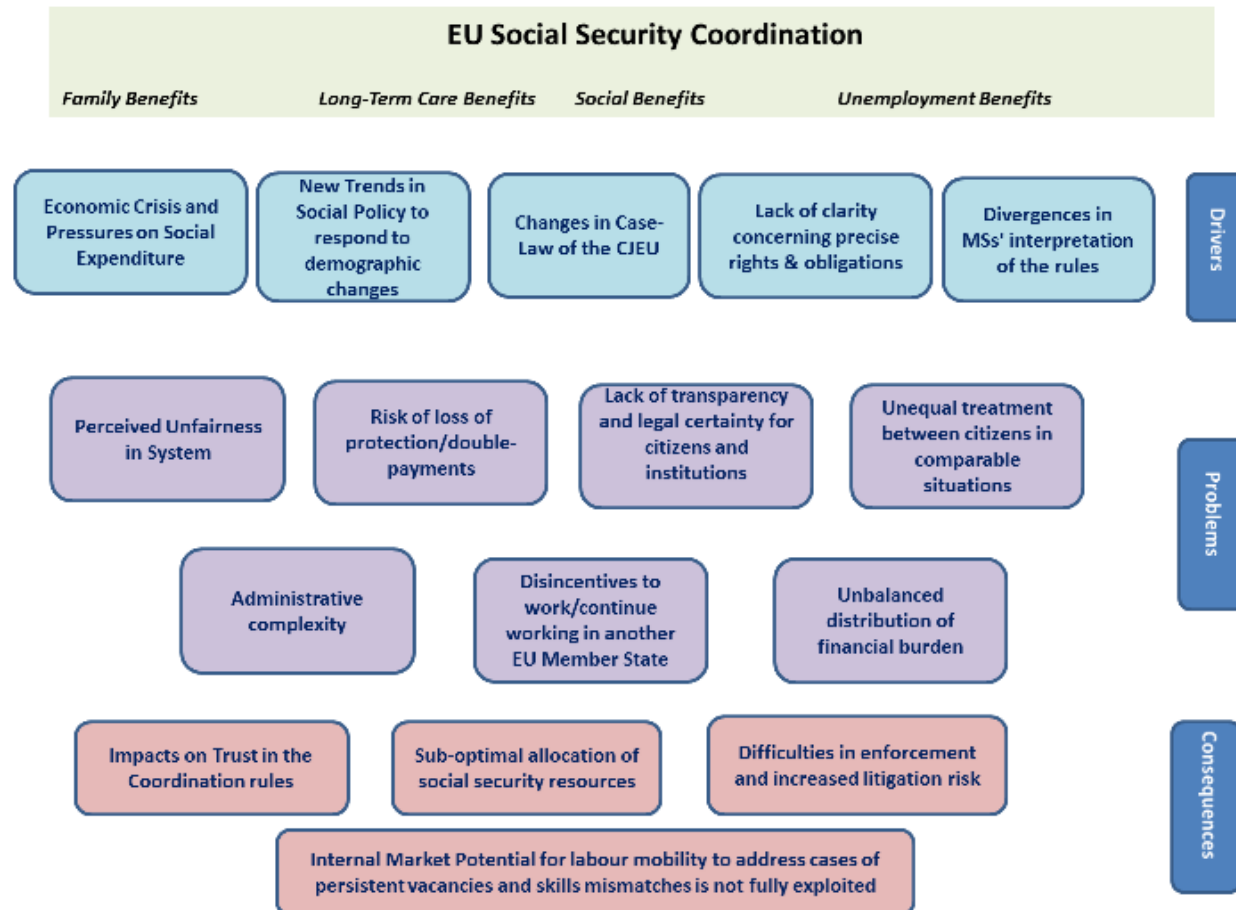 EU Social Security Coordination
Family Benefits
Long-Term Care Benefits
Social Benefits
Unemployment Benefits
Economic Crisis and
Pressures on Social
Expenditure
New Trends in
Social Policy to
respond to
demographic
changes
Changes in Case-
Law of the CJEU
Lack of clarity
concerning precise
rights & obligations
Divergences in
MSs' interpretation
of the rules
Drivers
Perceived Unfairness
in System
Risk of loss of
protection/double-
payments
Lack of transparency
and legal certainty for
citizens and
institutions
Unequal treatment
between citizens in
comparable
situations
Problems
Administrative
complexity
Disincentives to
work/continue
working in another
EU Member State
Unbalanced
distribution of
financial burden
Impacts on Trust in the
Coordination rules
Sub-optimal allocation of
social security resources
Difficulties in enforcement
and increased litigation risk
Consequences
Internal Market Potential for labour mobility to address cases of
persistent vacancies and skills mismatches is not fully exploited